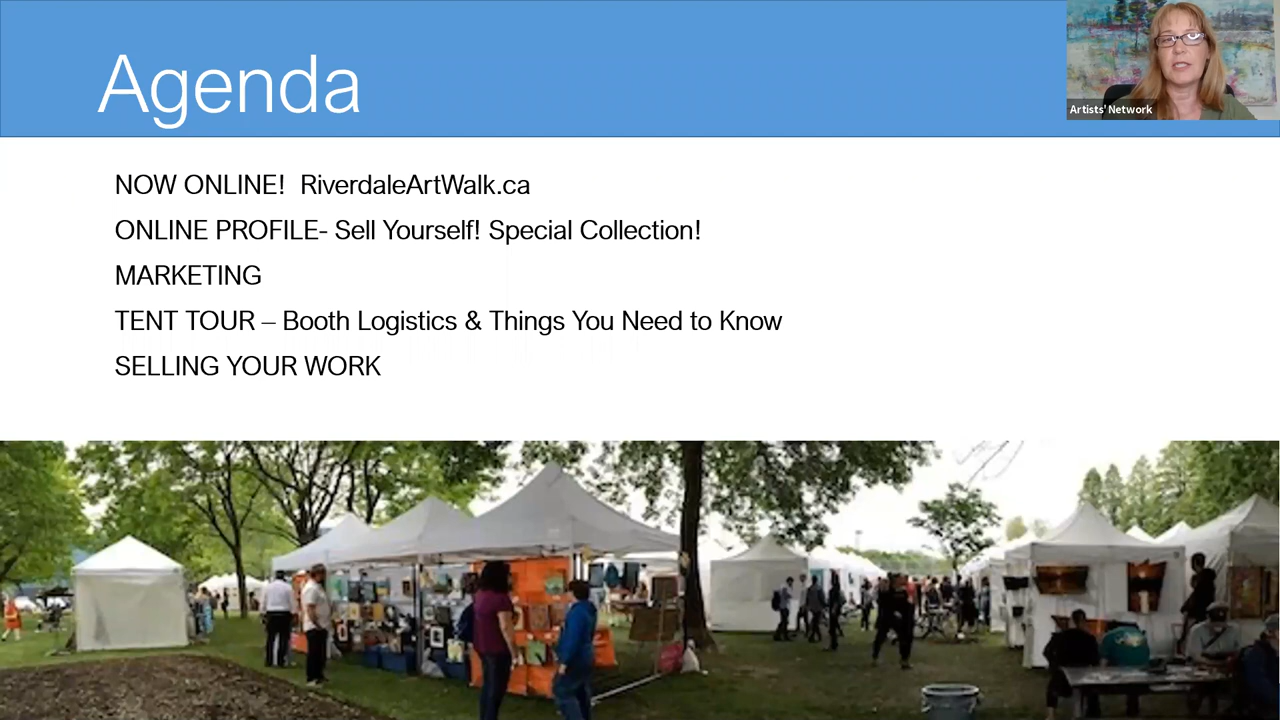 Agenda
Artists' Network
NOW ONLINE!  RiverdaleArtWalk.ca
ONLINE PROFILE- Sell Yourself! Special Collection!
MARKETING
TENT TOUR – Booth Logistics & Things You Need to Know
SELLING YOUR WORK